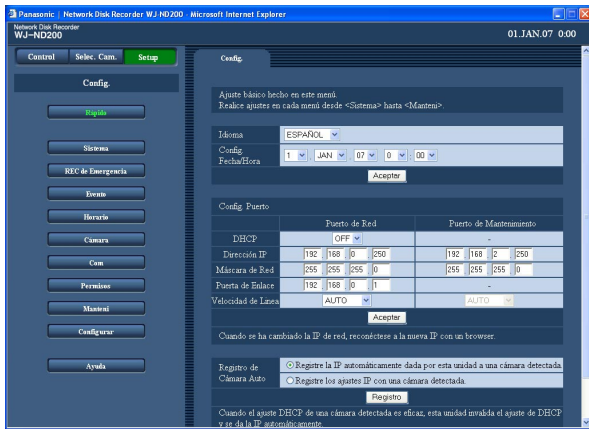 Panasonic | Network Disk Recorder WJ-ND200 - Microsoft Internet Explorer
Network Disk Recorder
WJ-ND200
01.JAN.07 0:00
Control Selec. Cam. Setup
Config.
Rápido
Sistema
REC de Emergencia
Evento
Horario
Cámara
Com
Permisos
Manteni
Configurar
Ayuda
Config.
Ajuste básico hecho en este menú.
Realice ajustes en cada menú desde <Sistema> hasta <Manteni>.
Idioma ESPAÑOL
Config. Fecha/Hora 1 . JAN . 07 0 : 00
Aceptar
Config. Puerto
Puerto de Red Puerto de Mantenimiento
DHCP OFF -
Dirección IP 192 . 168 . 0 . 250 192 . 168 . 2 . 250
Máscara de Red 255 . 255 . 255 . 0 255 . 255 . 255 . 0
Puerta de Enlace 192 . 168 . 0 . 1 -
Velocidad de Linea AUTO AUTO
Aceptar
Cuando se ha cambiado la IP de red, reconéctese a la nueva IP con un browser.
Registro de Cámara Auto
Registre la IP automáticamente dada por esta unidad a una cámara detectada.
Registre los ajustes IP con una cámara detectada.
Registro
Cuando el ajuste DHCP de una cámara detectada es eficaz, esta unidad invalida el ajuste de DHCP
y se da la IP automáticamente.